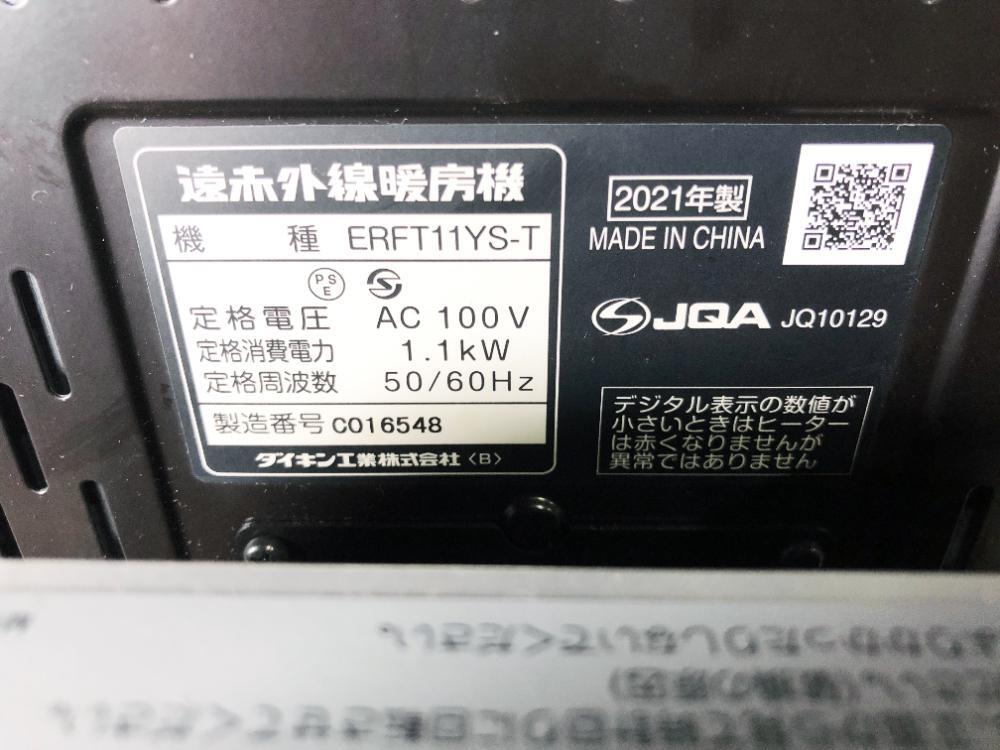 遠赤外線暖房機
機種 ERFT11YS-T
PS
E
定格電圧 AC 100V
定格消費電力 1.1kW
定格周波数 50/60Hz
製造番号 C016548
ダイキン工業株式会社〈B〉
2021年製
MADE IN CHINA
JQA JQ10129
デジタル表示の数値が
小さいときはヒーター
は赤くなりませんが
異常ではありません